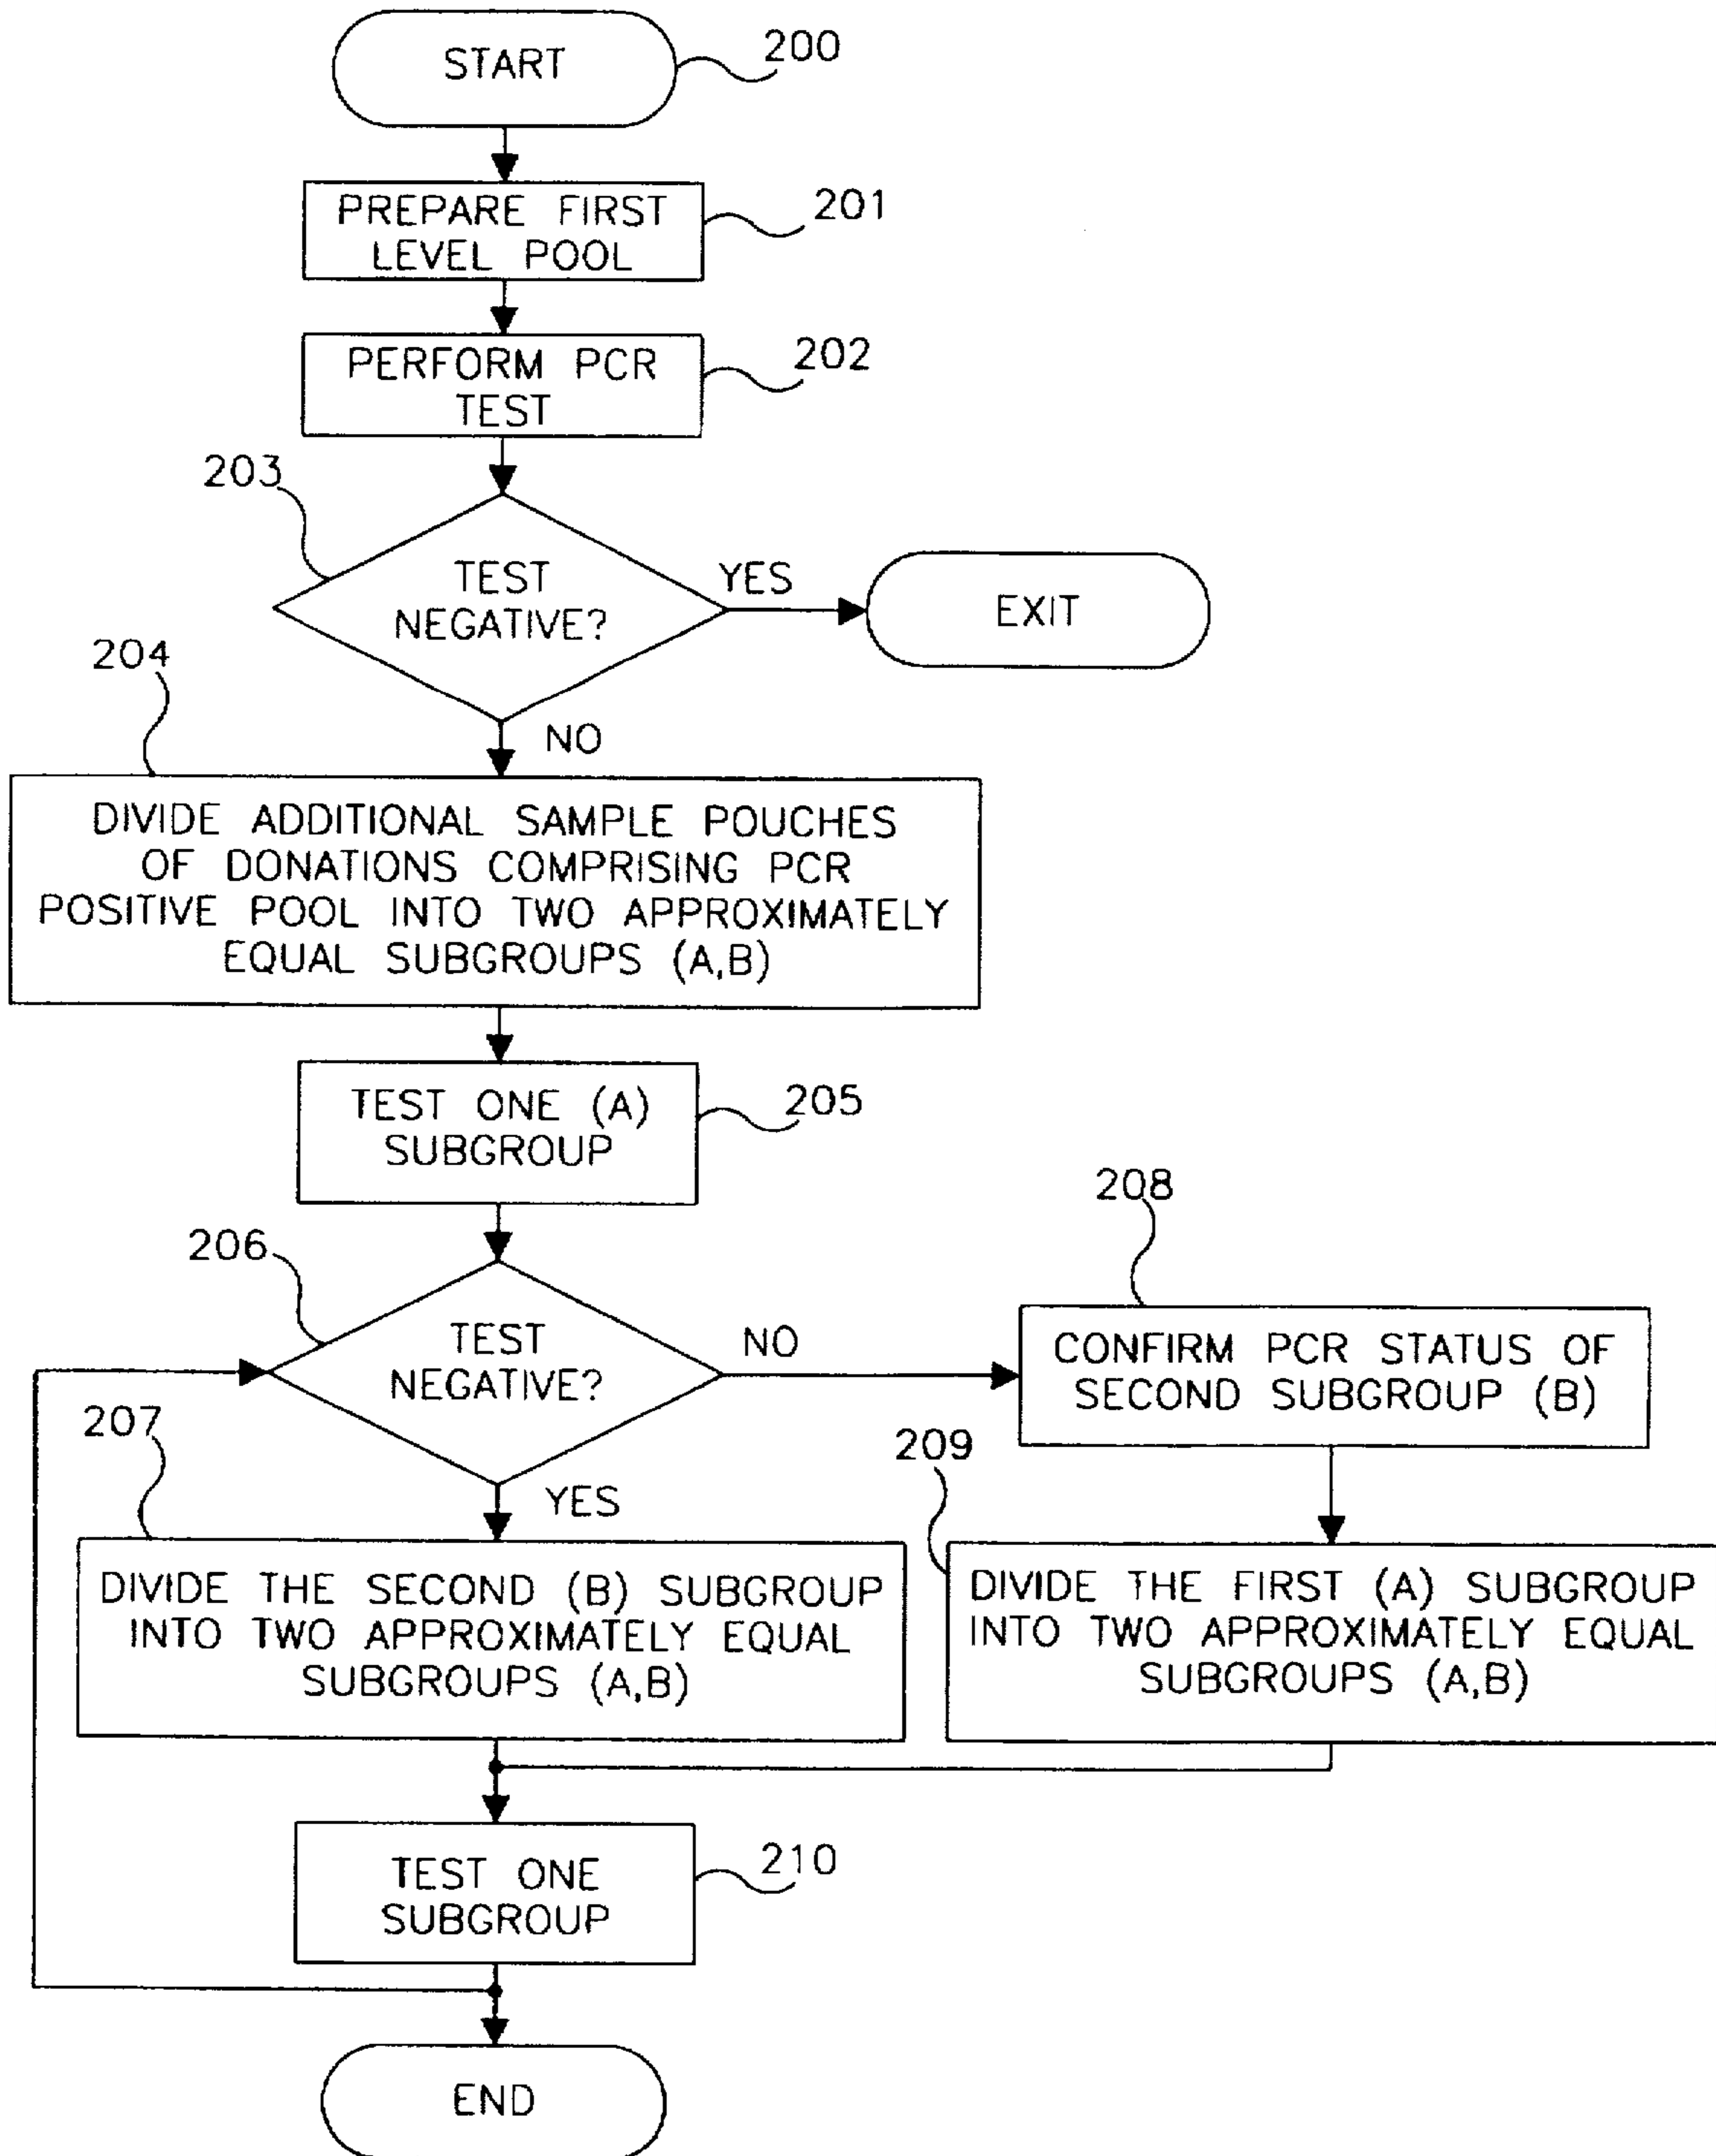 START
200
PREPARE FIRST
LEVEL POOL
201
PERFORM PCR
TEST
202
203
TEST
NEGATIVE?
YES
EXIT
204
NO
DIVIDE ADDITIONAL SAMPLE POUCHES
OF DONATIONS COMPRISING PCR
POSITIVE POOL INTO TWO APPROXIMATELY
EQUAL SUBGROUPS (A,B)
TEST ONE (A)
SUBGROUP
205
206
TEST
NEGATIVE?
NO
208
CONFIRM PCR STATUS OF
SECOND SUBGROUP (B)
207
YES
209
DIVIDE THE SECOND (B) SUBGROUP
INTO TWO APPROXIMATELY EQUAL
SUBGROUPS (A,B)
DIVIDE THE FIRST (A) SUBGROUP
INTO TWO APPROXIMATELY EQUAL
SUBGROUPS (A,B)
TEST ONE
SUBGROUP
210
END